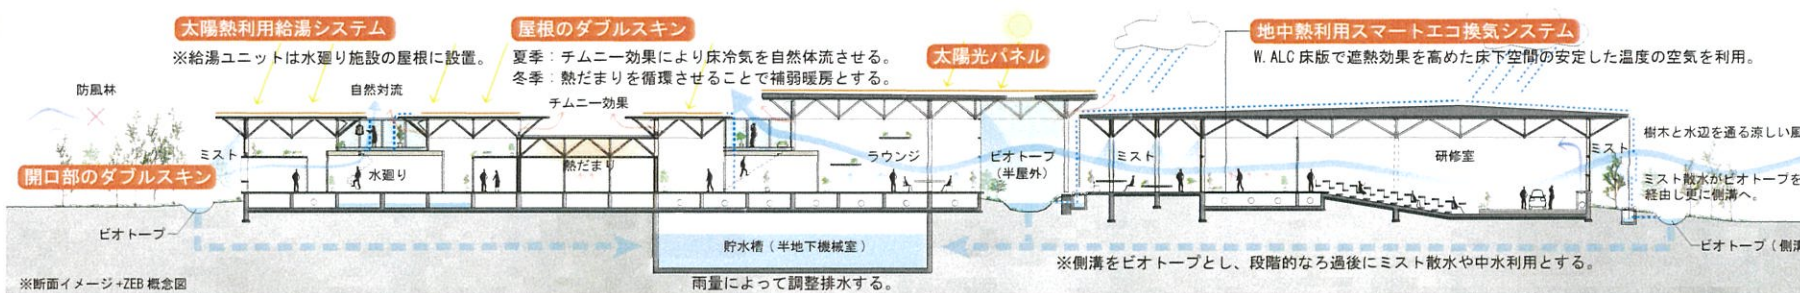 太陽熱利用給湯システム
※給湯ユニットは水廻り施設の屋根に設置。
屋根のダブルスキン
夏季：チムニー効果により床冷気を自然体流させる。
冬季：熱だまりを循環させることで補弱暖房とする。
太陽光パネル
地中熱利用スマートエコ換気システム
W.ALC床版で遮熱効果を高めた床下空間の安定した温度の空気を利用。
防風林
自然対流
チムニー効果
ミスト
開口部のダブルスキン
水廻り
熱だまり
ラウンジ
ビオトープ
（半屋外）
ミスト
研修室
ミスト
樹木と水辺を通る涼しい風
ミスト散水がビオトープを
経由し更に側溝へ。
ビオトープ
貯水槽（半地下機械室）
ビオトープ（側溝
※側溝をビオトープとし、段階的なろ過後にミスト散水や中水利用とする。
※断面イメージ+ZEB概念図
雨量によって調整排水する。